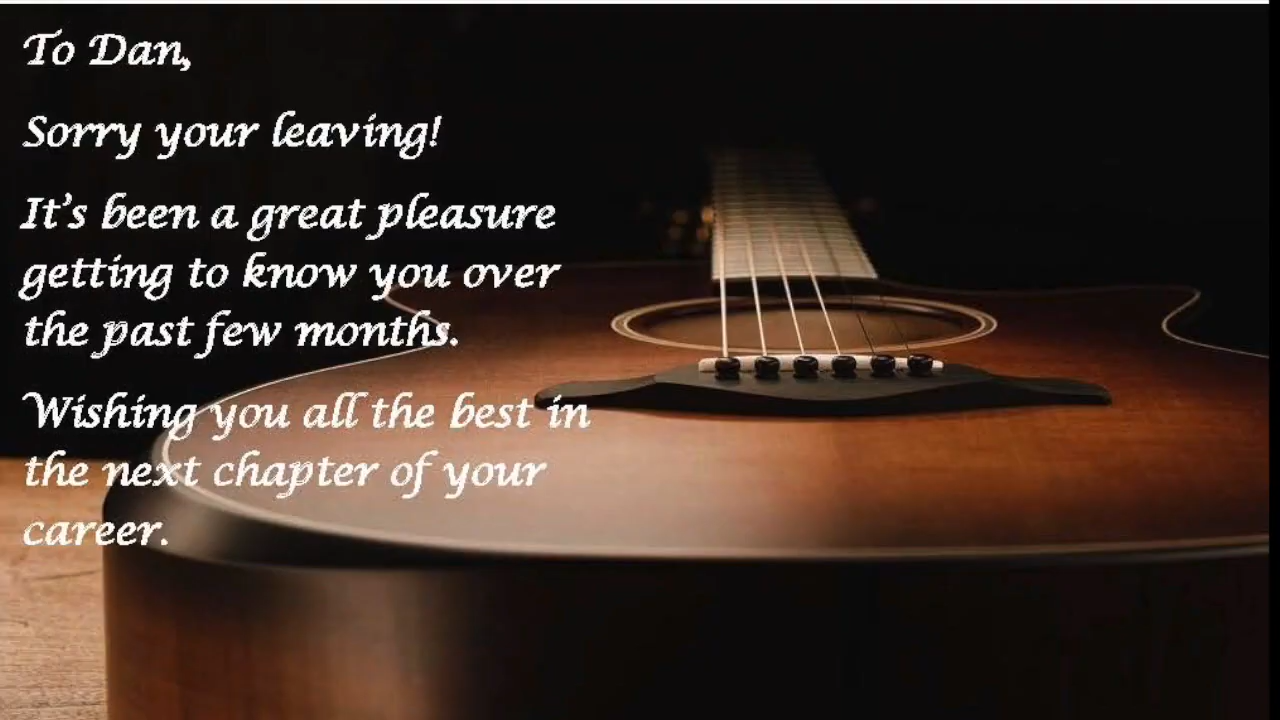 To Dan,
Sorry your leaving!
It's been a great pleasure
getting to know you over
the past few months.
Wishing you all the best in
the next chapter of your
career.